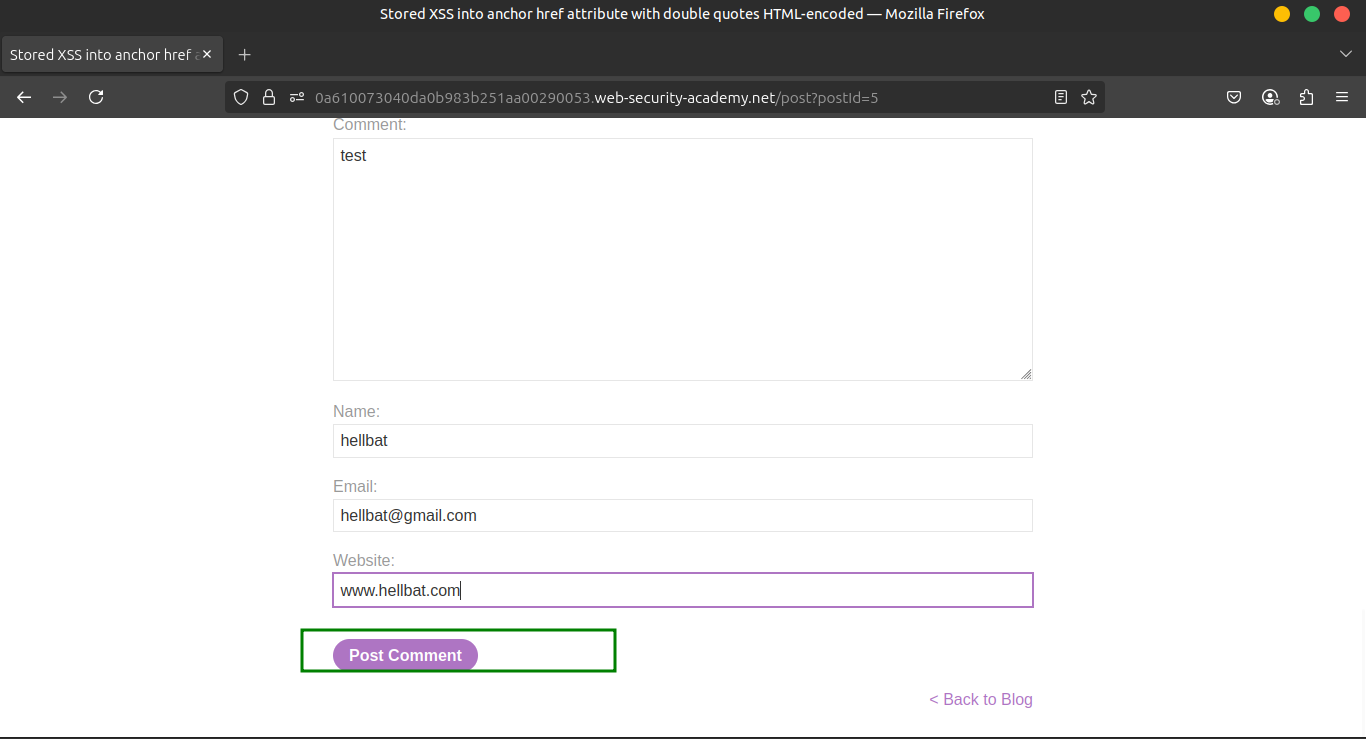 Stored XSS into anchor href attribute with double quotes HTML-encoded — Mozilla Firefox
Stored XSS into anchor href
0a610073040da0b983b251aa00290053.web-security-academy.net/post?postId=5
Comment:
test
Name:
hellbat
Email:
hellbat@gmail.com
Website:
www.hellbat.com
Post Comment
< Back to Blog